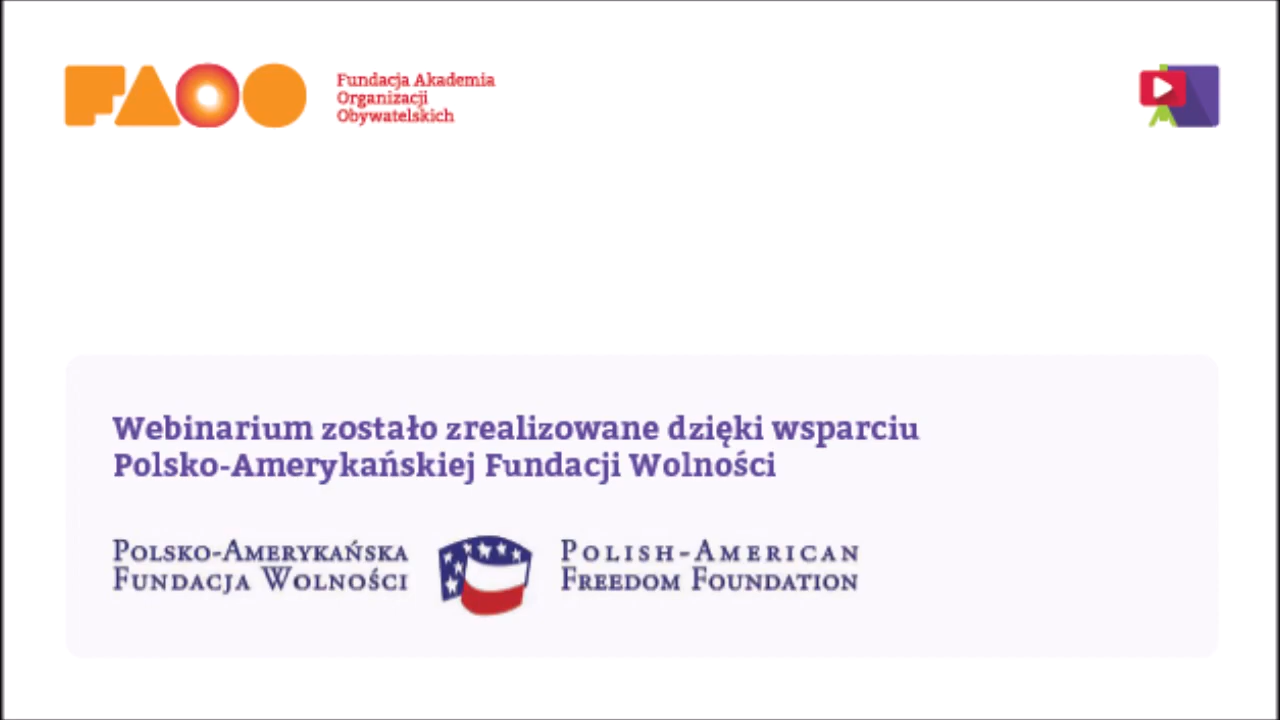 FAOO
Fundacja Akademia
Organizacji
Obywatelskich
Webinarium zostało zrealizowane dzięki wsparciu
Polsko-Amerykańskiej Fundacji Wolności
Polsko-Amerykańska
Fundacja Wolności
Polish-American
Freedom Foundation